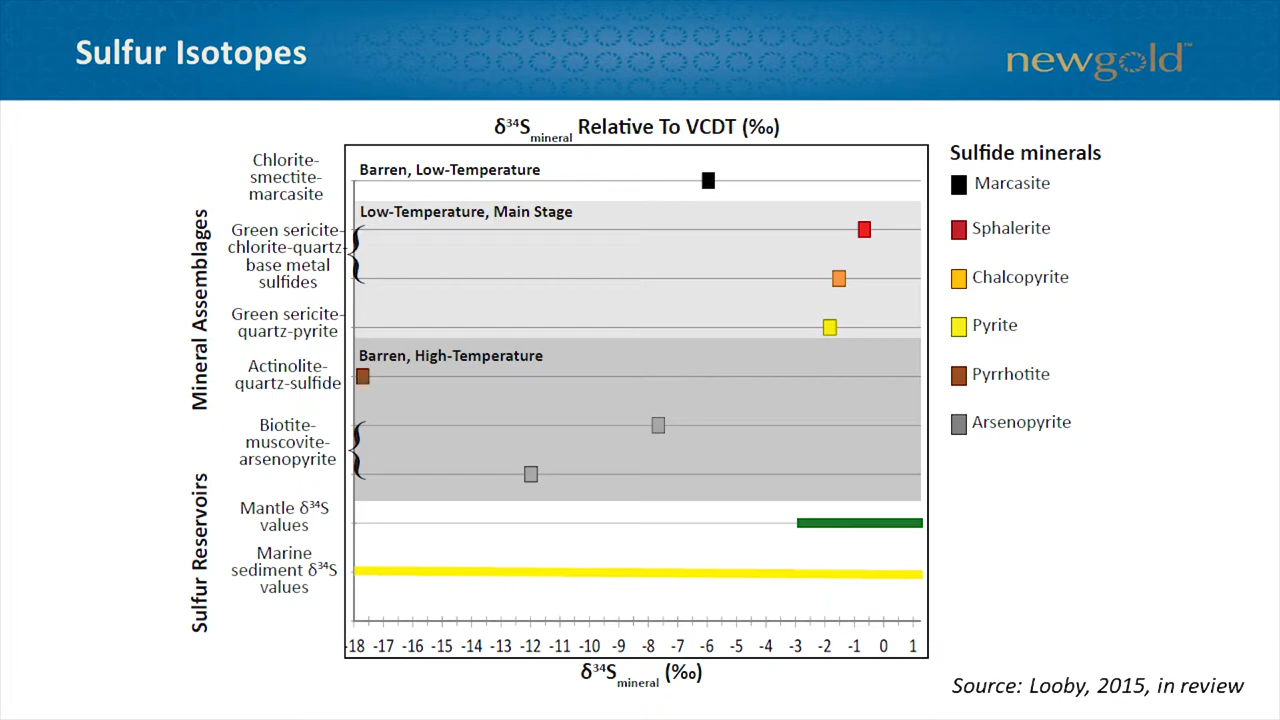 Sulfur Isotopes
newgold™
δ³⁴Smineral Relative To VCDT (‰)
Mineral Assemblages
Sulfur Reservoirs
Chlorite-
smectite-
marcasite
Green sericite-
chlorite-quartz-
base metal
sulfides
Green sericite-
quartz-pyrite
Actinolite-
quartz-sulfide
Biotite-
muscovite-
arsenopyrite
Mantle δ³⁴S
values
Marine
sediment δ³⁴S
values
Barren, Low-Temperature
Low-Temperature, Main Stage
Barren, High-Temperature
-18 -17 -16 -15 -14 -13 -12 -11 -10 -9 -8 -7 -6 -5 -4 -3 -2 -1 0 1
δ³⁴Smineral (‰)
Sulfide minerals
Marcasite
Sphalerite
Chalcopyrite
Pyrite
Pyrrhotite
Arsenopyrite
Source: Looby, 2015, in review